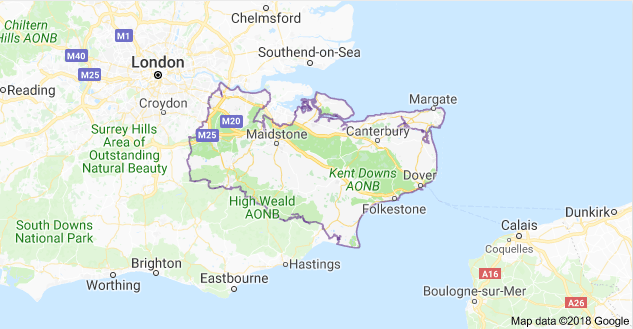 Chelmsford
Chiltern
Hills AONB
M1
M40
Southend-on-Sea
London
M25
Reading
Croydon
Margate
M20
M25
Maidstone
Canterbury
Surrey Hills
Area of
Outstanding
Natural Beauty
Kent Downs
AONB
Dover
High Weald
AONB
Folkestone
South Downs
National Park
Dunkirk
Calais
Coquelles
Hastings
Brighton
Eastbourne
Worthing
A16
Boulogne-sur-Mer
A26
Map data ©2018 Google